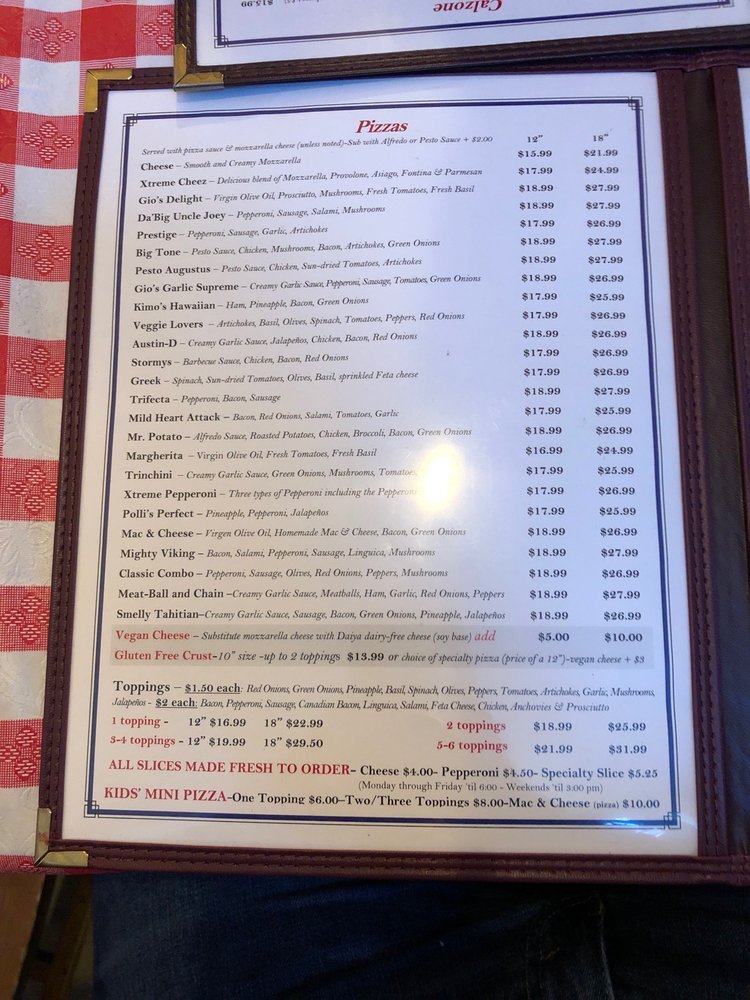 Calzone
$15.99
Pizzas
Served with pizza sauce & mozzarella cheese (unless noted)-Sub with Alfredo or Pesto Sauce + $2.00 12” 18”
Cheese – Smooth and Creamy Mozzarella $15.99 $21.99
Xtreme Cheez – Delicious blend of Mozzarella, Provolone, Asiago, Fontina & Parmesan $17.99 $24.99
Gio's Delight – Virgin Olive Oil, Prosciutto, Mushrooms, Fresh Tomatoes, Fresh Basil $18.99 $27.99
Da'Big Uncle Joey – Pepperoni, Sausage, Salami, Mushrooms $18.99 $27.99
Prestige – Pepperoni, Sausage, Garlic, Artichokes $17.99 $26.99
Big Tone – Pesto Sauce, Chicken, Mushrooms, Bacon, Artichokes, Green Onions $18.99 $27.99
Pesto Augustus – Pesto Sauce, Chicken, Sun-dried Tomatoes, Artichokes $18.99 $27.99
Gio's Garlic Supreme – Creamy Garlic Sauce, Pepperoni, Sausage, Tomatoes, Green Onions $18.99 $26.99
Kimo's Hawaiian – Ham, Pineapple, Bacon, Green Onions $17.99 $25.99
Veggie Lovers – Artichokes, Basil, Olives, Spinach, Tomatoes, Peppers, Red Onions $17.99 $26.99
Austin-D – Creamy Garlic Sauce, Jalapeños, Chicken, Bacon, Red Onions $18.99 $26.99
Stormys – Barbecue Sauce, Chicken, Bacon, Red Onions $17.99 $26.99
Greek – Spinach, Sun-dried Tomatoes, Olives, Basil, sprinkled Feta cheese $17.99 $26.99
Trifecta – Pepperoni, Bacon, Sausage $18.99 $27.99
Mild Heart Attack – Bacon, Red Onions, Salami, Tomatoes, Garlic $17.99 $25.99
Mr. Potato – Alfredo Sauce, Roasted Potatoes, Chicken, Broccoli, Bacon, Green Onions $18.99 $26.99
Margherita – Virgin Olive Oil, Fresh Tomatoes, Fresh Basil $16.99 $24.99
Trinchini – Creamy Garlic Sauce, Green Onions, Mushrooms, Tomatoes, $17.99 $25.99
Xtreme Pepperoni – Three types of Pepperoni including the Pepperoni $17.99 $26.99
Polli's Perfect – Pineapple, Pepperoni, Jalapeños $17.99 $25.99
Mac & Cheese – Virgen Olive Oil, Homemade Mac & Cheese, Bacon, Green Onions $18.99 $26.99
Mighty Viking – Bacon, Salami, Pepperoni, Sausage, Linguica, Mushrooms $18.99 $27.99
Classic Combo – Pepperoni, Sausage, Olives, Red Onions, Peppers, Mushrooms $18.99 $26.99
Meat-Ball and Chain –Creamy Garlic Sauce, Meatballs, Ham, Garlic, Red Onions, Peppers $18.99 $27.99
Smelly Tahitian–Creamy Garlic Sauce, Sausage, Bacon, Green Onions, Pineapple, Jalapeños $18.99 $26.99
Vegan Cheese – Substitute mozzarella cheese with Daiya dairy-free cheese (soy base) add $5.00 $10.00
Gluten Free Crust-10" size -up to 2 toppings $13.99 or choice of specialty pizza (price of a 12")-vegan cheese + $3
Toppings – $1.50 each: Red Onions, Green Onions, Pineapple, Basil, Spinach, Olives, Peppers, Tomatoes, Artichokes, Garlic, Mushrooms,
Jalapeños - $2 each: Bacon, Pepperoni, Sausage, Canadian Bacon, Linguica, Salami, Feta Cheese, Chicken, Anchovies & Prosciutto
1 topping - 12" $16.99 18" $22.99 2 toppings $18.99 $25.99
3-4 toppings - 12" $19.99 18" $29.50 5-6 toppings $21.99 $31.99
ALL SLICES MADE FRESH TO ORDER– Cheese $4.00- Pepperoni $4.50- Specialty Slice $5.25
(Monday through Friday 'til 6:00 - Weekends 'til 3:00 pm)
KIDS' MINI PIZZA-One Topping $6.00–Two/Three Toppings $8.00-Mac & Cheese (pizza) $10.00